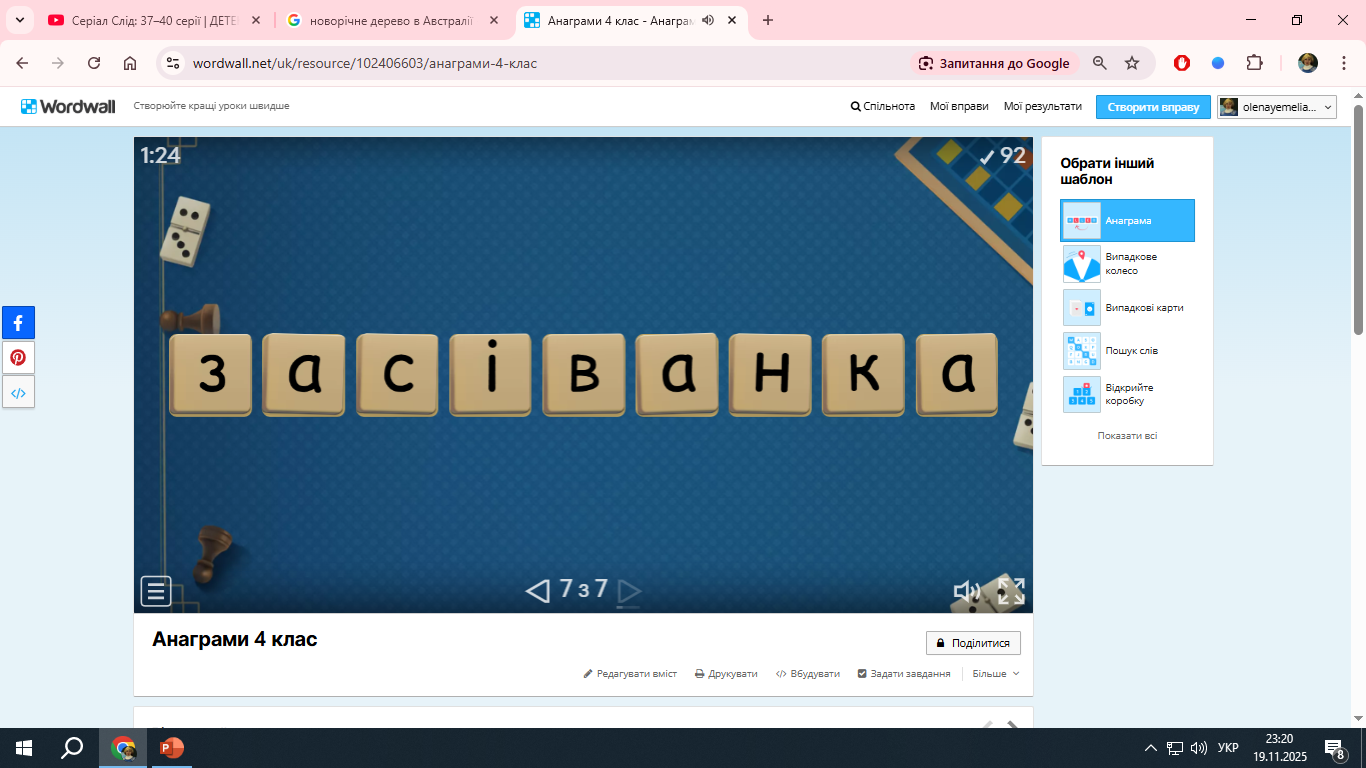 Серіал Слід: 37–40 серії | ДЕТЕК
новорічне дерево в Австралії
Анаграми 4 клас - Анаграм
wordwall.net/uk/resource/102406603/анаграми-4-клас
Запитання до Google
Wordwall
Створюйте кращі уроки швидше
Спільнота
Мої вправи
Мої результати
Створити вправу
olenayemelia...
1:24
92
засіванка
7 з 7
Обрати інший
шаблон
Анаграма
Випадкове
колесо
Випадкові карти
Пошук слів
Відкрийте
коробку
Показати всі
Анаграми 4 клас
Поділитися
Редагувати вміст
Друкувати
Вбудувати
Задати завдання
Більше
УКР
23:20
19.11.2025
8